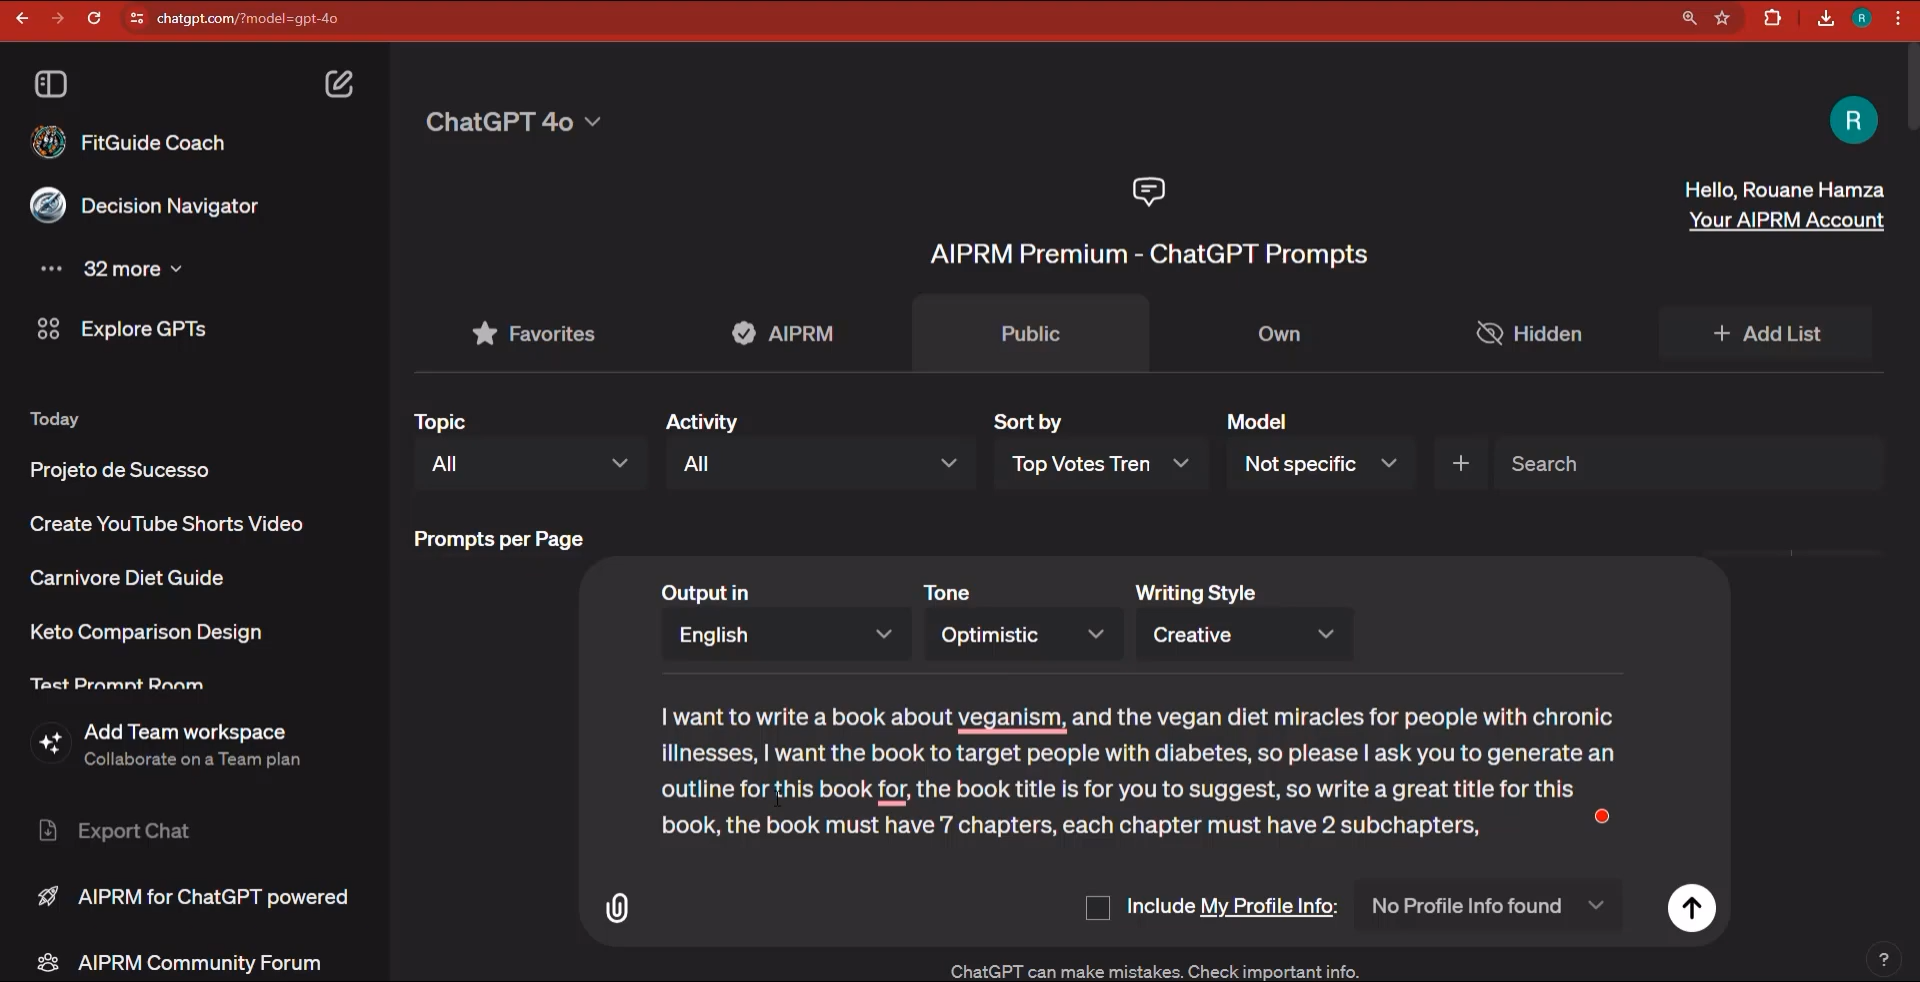 chatgpt.com/?model=gpt-4o
R
FitGuide Coach
Decision Navigator
32 more
Explore GPTs
Today
Projeto de Sucesso
Create YouTube Shorts Video
Carnivore Diet Guide
Keto Comparison Design
Test Prompt Room
Add Team workspace
Collaborate on a Team plan
Export Chat
AIPRM for ChatGPT powered
AIPRM Community Forum
ChatGPT 4o
R
Hello, Rouane Hamza
Your AIPRM Account
AIPRM Premium - ChatGPT Prompts
Favorites
AIPRM
Public
Own
Hidden
+ Add List
Topic
Activity
Sort by
Model
All
All
Top Votes Tren
Not specific
+
Search
Prompts per Page
Output in
Tone
Writing Style
English
Optimistic
Creative
I want to write a book about veganism, and the vegan diet miracles for people with chronic
illnesses, I want the book to target people with diabetes, so please I ask you to generate an
outline for this book for, the book title is for you to suggest, so write a great title for this
book, the book must have 7 chapters, each chapter must have 2 subchapters,
Include My Profile Info:
No Profile Info found
ChatGPT can make mistakes. Check important info.
?